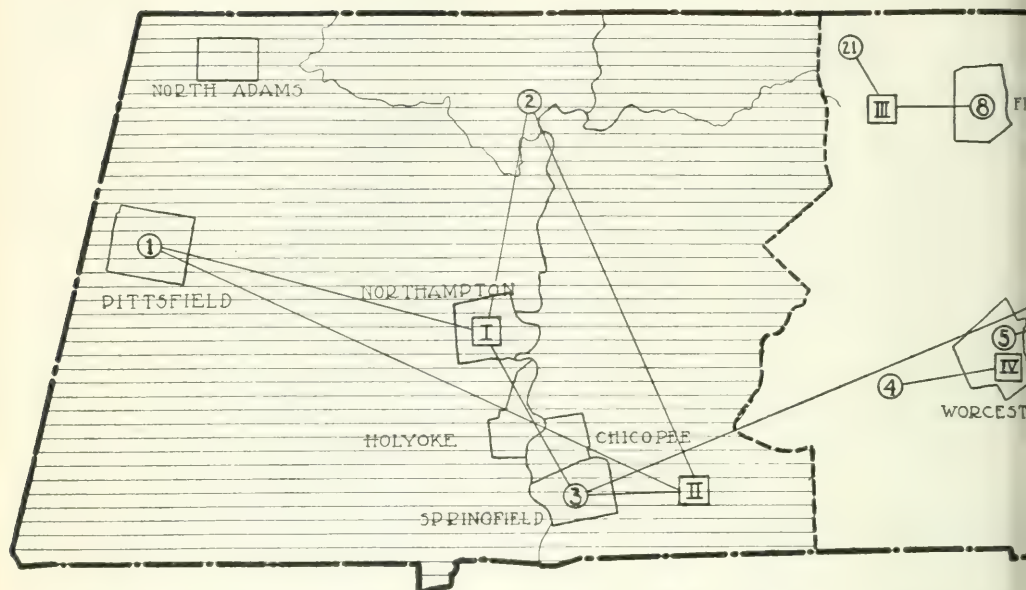 21
NORTH ADAMS
2
III
8
1
PITTSFIELD
NORTHAMPTON
I
5
IV
4
WORCEST
HOLYOKE
CHICOPEE
3
II
SPRINGFIELD